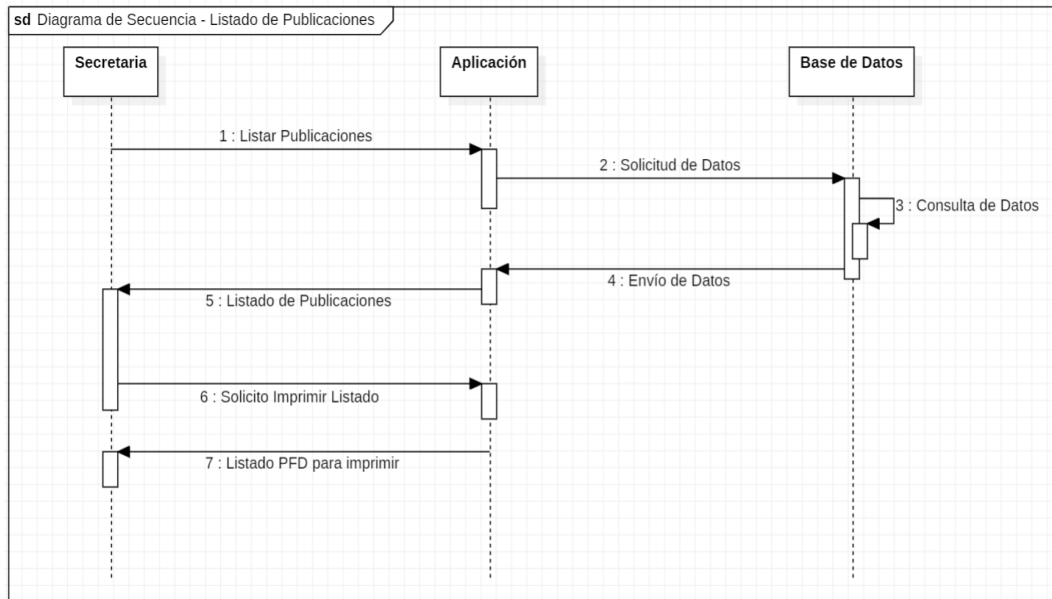 sd Diagrama de Secuencia - Listado de Publicaciones
Secretaria
Aplicación
Base de Datos
1 : Listar Publicaciones
2 : Solicitud de Datos
3 : Consulta de Datos
4 : Envío de Datos
5 : Listado de Publicaciones
6 : Solicito Imprimir Listado
7 : Listado PFD para imprimir